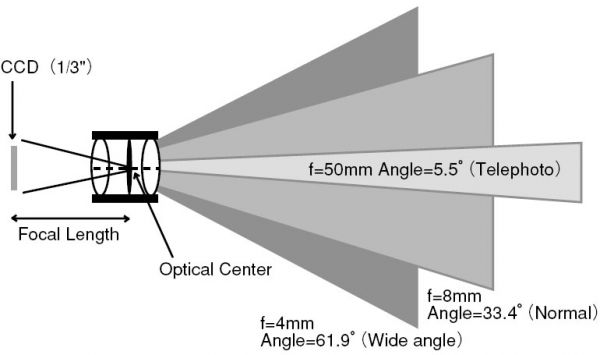 CCD (1/3")
f=50mm Angle=5.5° (Telephoto)
Focal Length
Optical Center
f=8mm
Angle=33.4° (Normal)
f=4mm
Angle=61.9° (Wide angle)